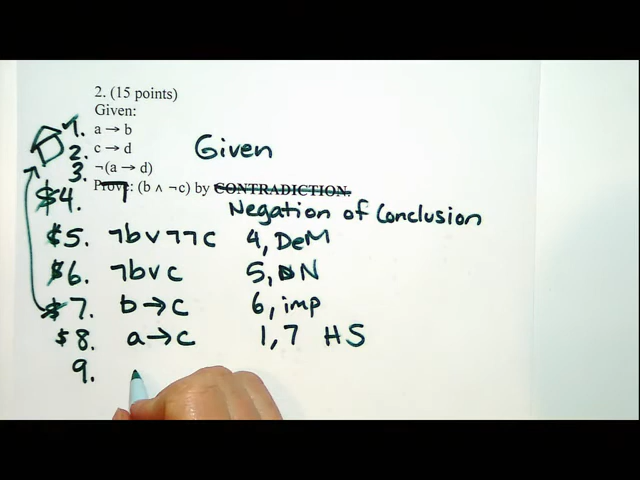 2. (15 points)
Given:
1. a → b
2. c → d Given
3. ¬(a → d)
$4. ¬ Prove: (b ∧ ¬c) by CONTRADICTION.
Negation of Conclusion
$5. ¬b∨¬¬c 4, DeM
$6. ¬b∨c 5, DN
$7. b→c 6, imp
$8. a→c 1,7 HS
9.